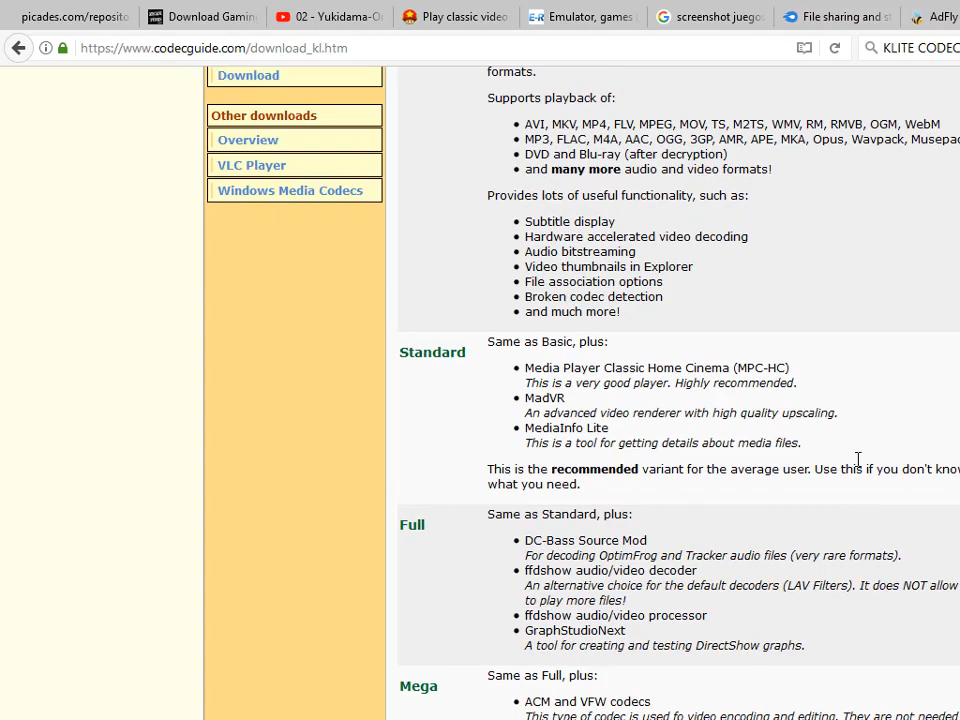 picades.com/reposito
Download Gamin
02 - Yukidama-O
Play classic video
Emulator, games
screenshot juego
File sharing and st
AdFly
https://www.codecguide.com/download_kl.htm
KLITE CODEC
Download
Other downloads
Overview
VLC Player
Windows Media Codecs
formats.
Supports playback of:
AVI, MKV, MP4, FLV, MPEG, MOV, TS, M2TS, WMV, RM, RMVB, OGM, WebM
MP3, FLAC, M4A, AAC, OGG, 3GP, AMR, APE, MKA, Opus, Wavpack, Musepac
DVD and Blu-ray (after decryption)
and many more audio and video formats!
Provides lots of useful functionality, such as:
Subtitle display
Hardware accelerated video decoding
Audio bitstreaming
Video thumbnails in Explorer
File association options
Broken codec detection
and much more!
Standard
Same as Basic, plus:
Media Player Classic Home Cinema (MPC-HC)
This is a very good player. Highly recommended.
MadVR
An advanced video renderer with high quality upscaling.
MediaInfo Lite
This is a tool for getting details about media files.
This is the recommended variant for the average user. Use this if you don't know
what you need.
Full
Same as Standard, plus:
DC-Bass Source Mod
For decoding OptimFrog and Tracker audio files (very rare formats).
ffdshow audio/video decoder
An alternative choice for the default decoders (LAV Filters). It does NOT allow
to play more files!
ffdshow audio/video processor
GraphStudioNext
A tool for creating and testing DirectShow graphs.
Mega
Same as Full, plus:
ACM and VFW codecs
This type of codec is used fo video encoding and editing. They are not needed